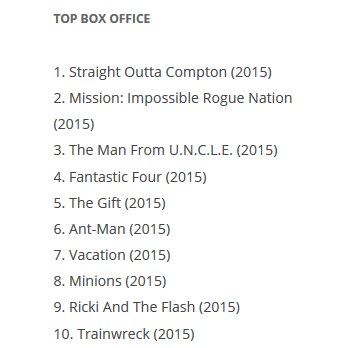 TOP BOX OFFICE
1. Straight Outta Compton (2015)
2. Mission: Impossible Rogue Nation
(2015)
3. The Man From U.N.C.L.E. (2015)
4. Fantastic Four (2015)
5. The Gift (2015)
6. Ant-Man (2015)
7. Vacation (2015)
8. Minions (2015)
9. Ricki And The Flash (2015)
10. Trainwreck (2015)